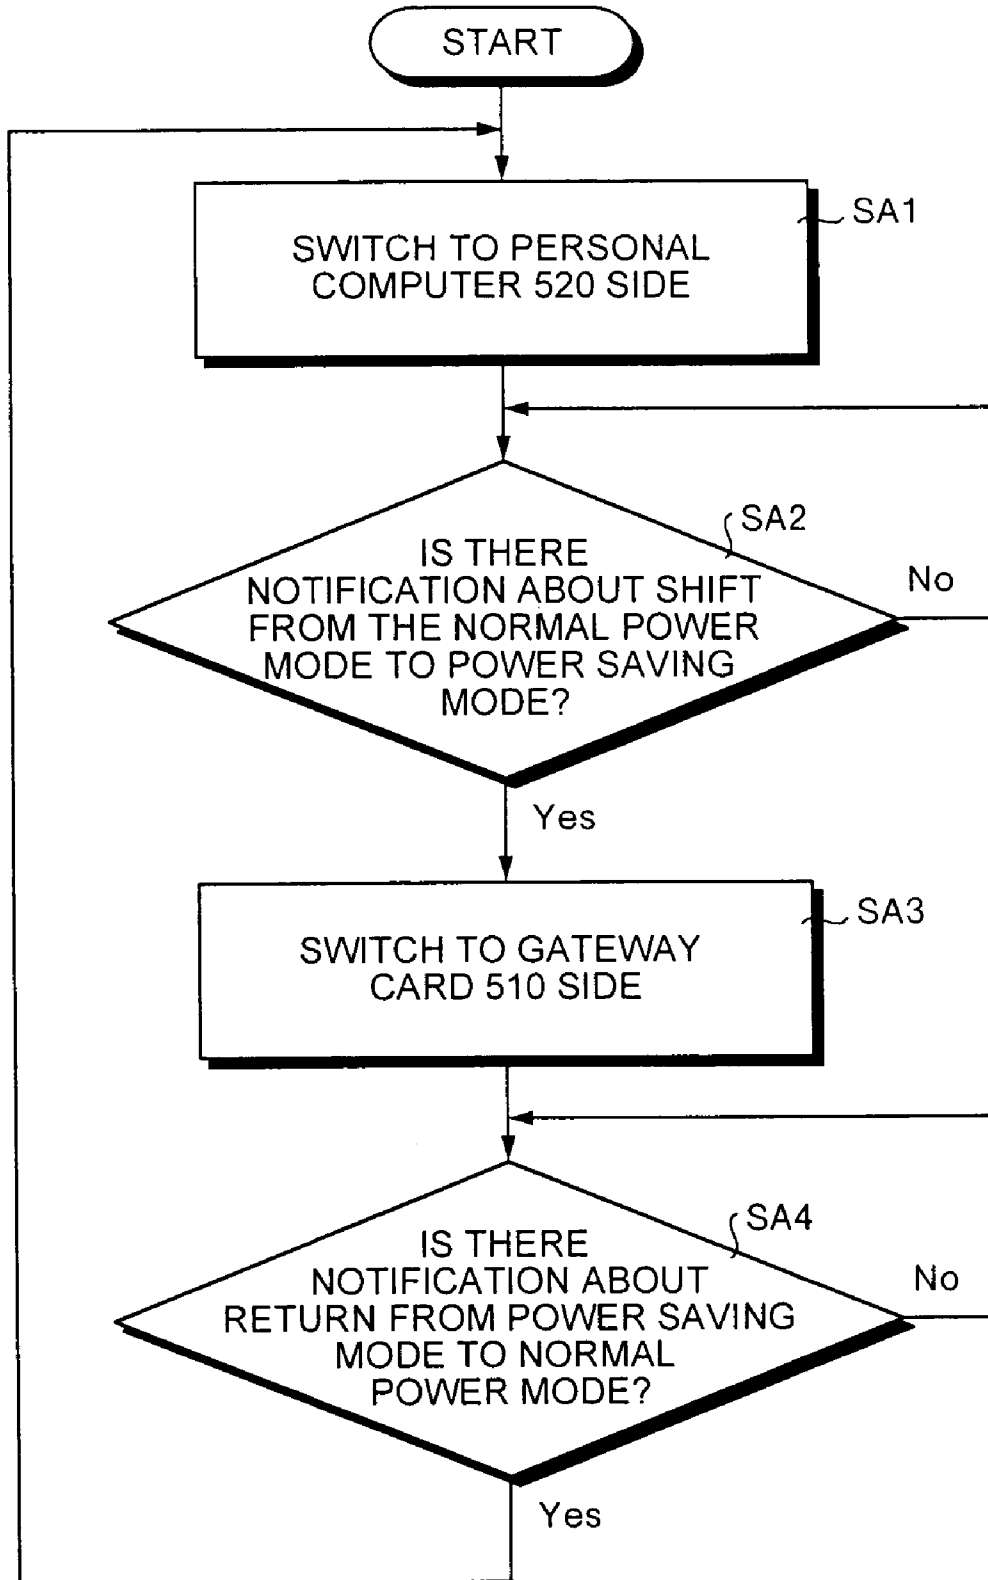 START
SWITCH TO PERSONAL
COMPUTER 520 SIDE
SA1
SA2
IS THERE
NOTIFICATION ABOUT SHIFT
FROM THE NORMAL POWER
MODE TO POWER SAVING
MODE?
No
Yes
SWITCH TO GATEWAY
CARD 510 SIDE
SA3
SA4
IS THERE
NOTIFICATION ABOUT
RETURN FROM POWER SAVING
MODE TO NORMAL
POWER MODE?
No
Yes